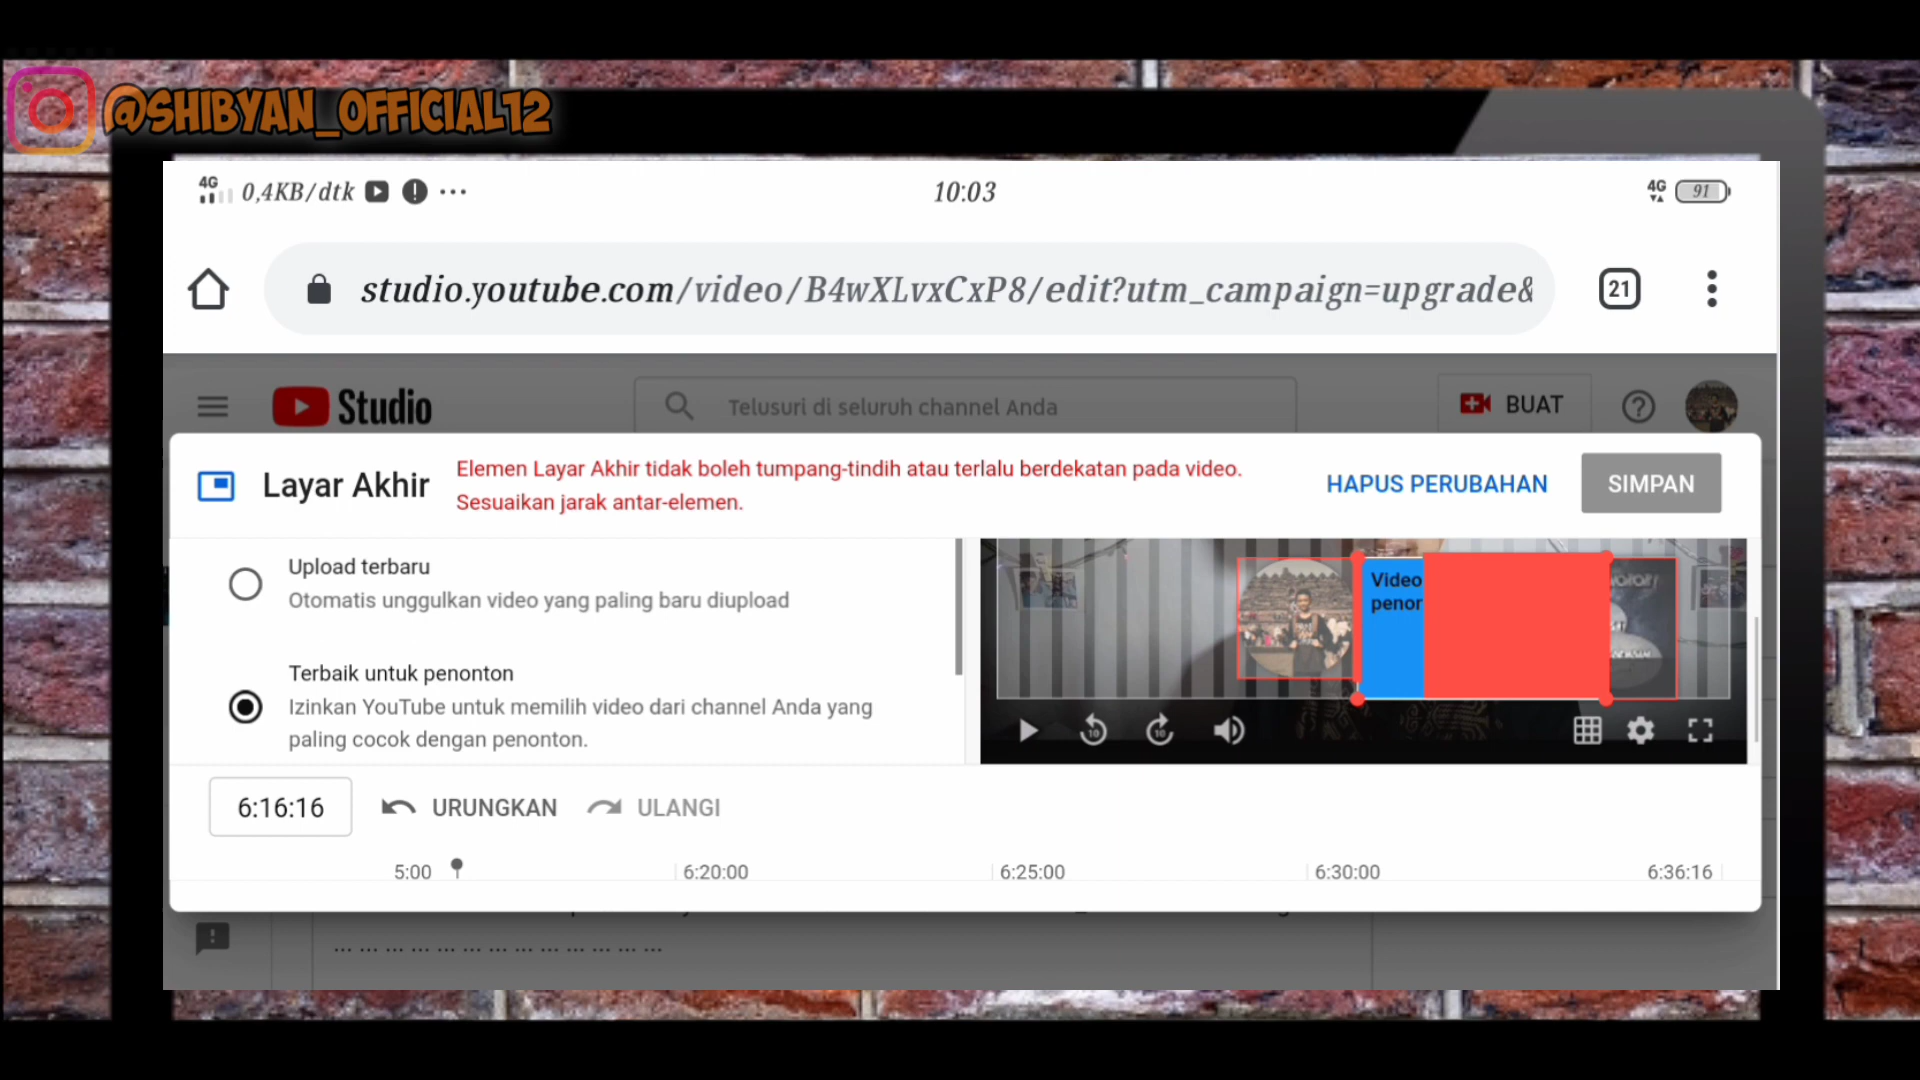 @SHIBYAN_OFFICIAL12
4G 0,4KB/dtk ...
10:03
4G 91
studio.youtube.com/video/B4wXLvxCxP8/edit?utm_campaign=upgrade&
21
Studio
Telusuri di seluruh channel Anda
BUAT
Layar Akhir
Elemen Layar Akhir tidak boleh tumpang-tindih atau terlalu berdekatan pada video.
Sesuaikan jarak antar-elemen.
HAPUS PERUBAHAN
SIMPAN
Upload terbaru
Otomatis unggulkan video yang paling baru diupload
Terbaik untuk penonton
Izinkan YouTube untuk memilih video dari channel Anda yang
paling cocok dengan penonton.
Video
penor
10
10
6:16:16
URUNGKAN
ULANGI
5:00
6:20:00
6:25:00
6:30:00
6:36:16
... ... ... ... ... ... ... ... ... ... ... ... ...